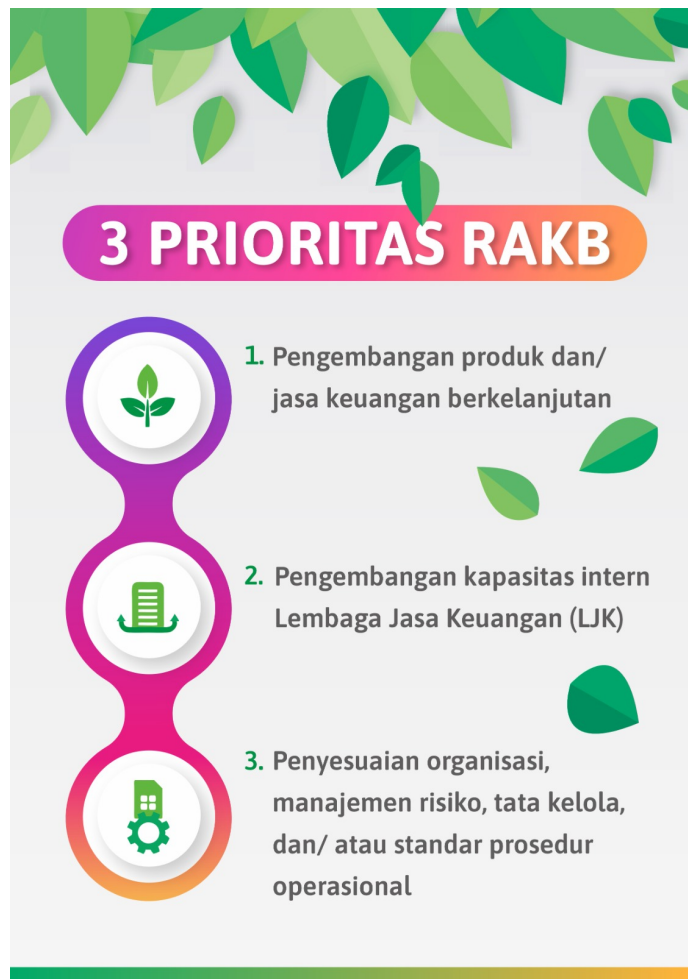 3 PRIORITAS RAKB
1. Pengembangan produk dan/
jasa keuangan berkelanjutan
2. Pengembangan kapasitas intern
Lembaga Jasa Keuangan (LJK)
3. Penyesuaian organisasi,
manajemen risiko, tata kelola,
dan/ atau standar prosedur
operasional